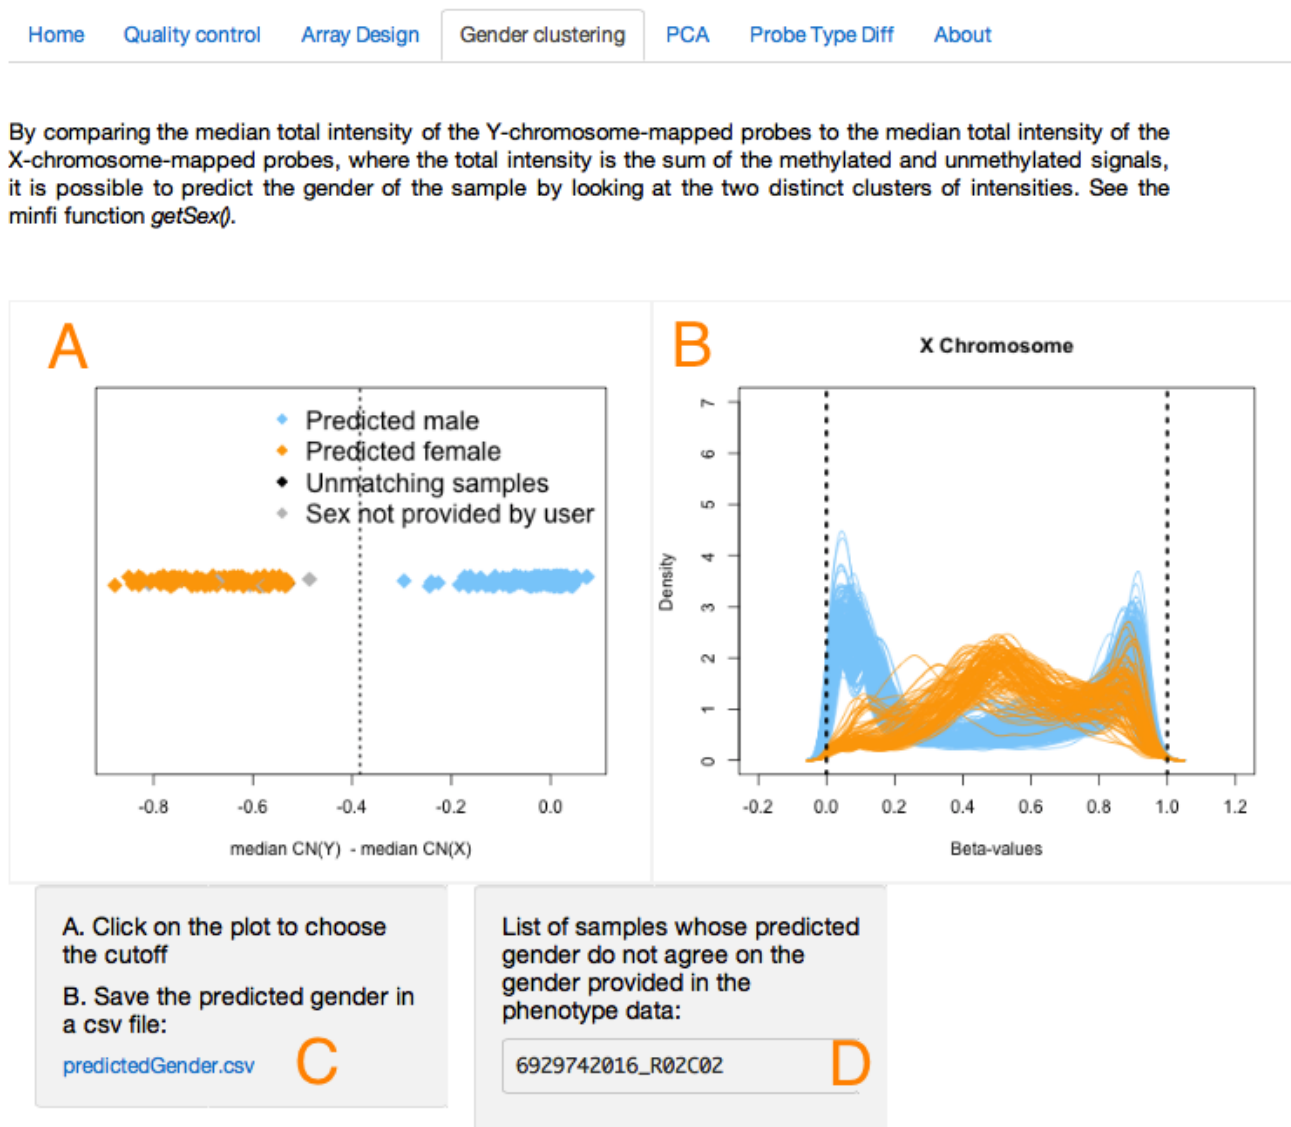 Home Quality control Array Design Gender clustering PCA Probe Type Diff About
By comparing the median total intensity of the Y-chromosome-mapped probes to the median total intensity of the
X-chromosome-mapped probes, where the total intensity is the sum of the methylated and unmethylated signals,
it is possible to predict the gender of the sample by looking at the two distinct clusters of intensities. See the
minfi function getSex().
A
Predicted male
Predicted female
Unmatching samples
Sex not provided by user
-0.8 -0.6 -0.4 -0.2 0.0
median CN(Y) - median CN(X)
B
X Chromosome
7
6
5
4
3
2
1
0
Density
-0.2 0.0 0.2 0.4 0.6 0.8 1.0 1.2
Beta-values
A. Click on the plot to choose
the cutoff
B. Save the predicted gender in
a csv file:
predictedGender.csv
C
List of samples whose predicted
gender do not agree on the
gender provided in the
phenotype data:
6929742016_R02C02
D